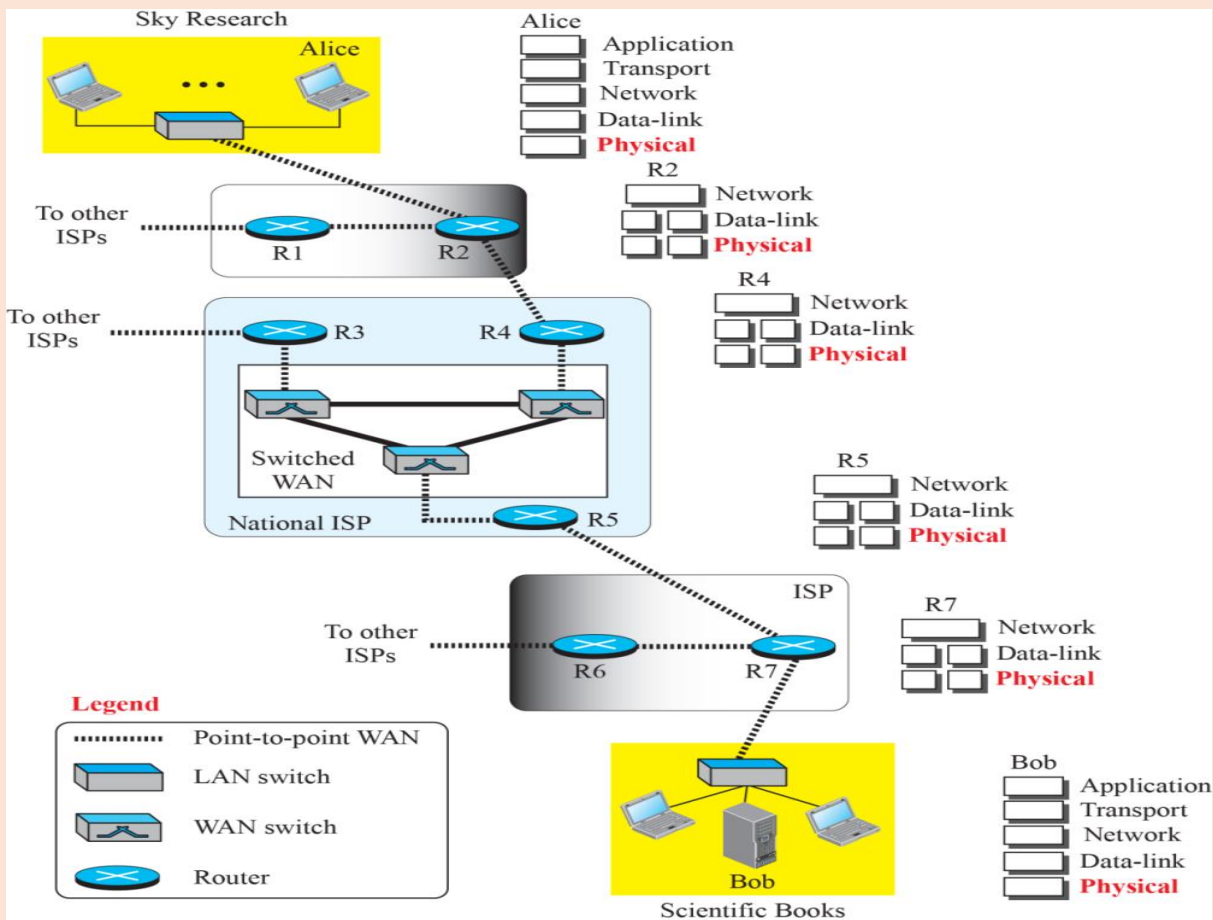 Sky Research
Alice
Alice
Application
Transport
Network
Data-link
Physical
R2
Network
Data-link
Physical
To other
ISPs
R1
R2
R4
Network
Data-link
Physical
To other
ISPs
R3
R4
Switched
WAN
National ISP
R5
R5
Network
Data-link
Physical
ISP
To other
ISPs
R6
R7
R7
Network
Data-link
Physical
Legend
Point-to-point WAN
LAN switch
WAN switch
Router
Bob
Scientific Books
Bob
Application
Transport
Network
Data-link
Physical